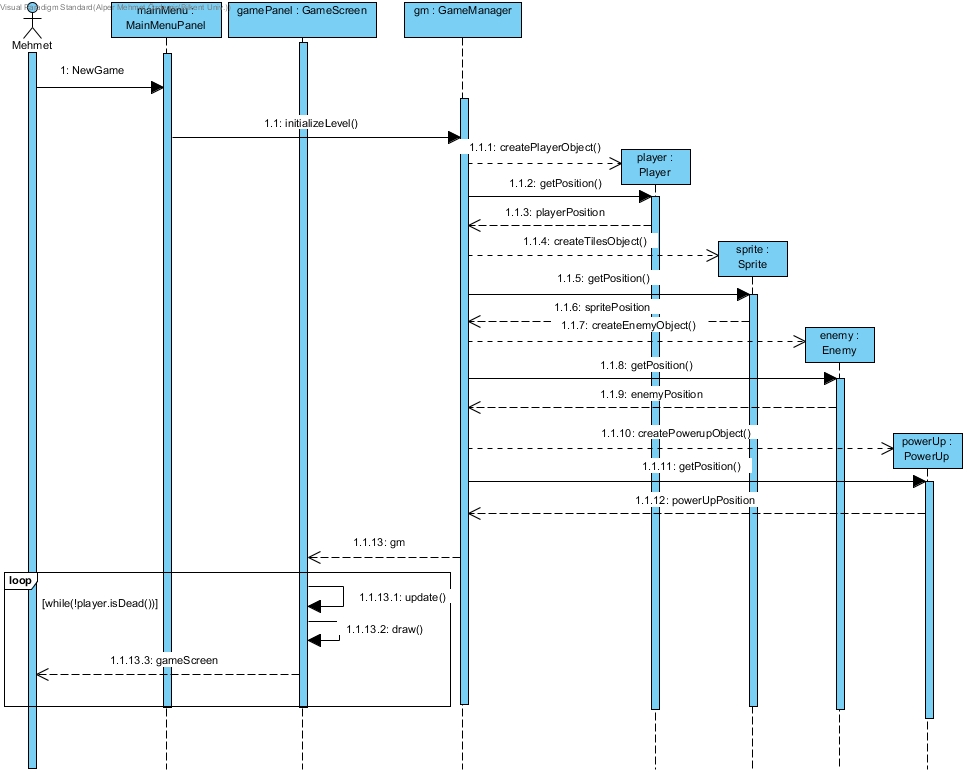 Visual Paradigm Standard(Alper Mehmet
mainMenu :
MainMenuPanel
gamePanel : GameScreen
gm : GameManager
Mehmet
1: NewGame
1.1: initializeLevel()
1.1.1: createPlayerObject()
player :
Player
1.1.2: getPosition()
1.1.3: playerPosition
1.1.4: createTilesObject()
sprite :
Sprite
1.1.5: getPosition()
1.1.6: spritePosition
1.1.7: createEnemyObject()
enemy :
Enemy
1.1.8: getPosition()
1.1.9: enemyPosition
1.1.10: createPowerupObject()
powerUp :
PowerUp
1.1.11: getPosition()
1.1.12: powerUpPosition
1.1.13: gm
loop
[while(!player.isDead())]
1.1.13.1: update()
1.1.13.2: draw()
1.1.13.3: gameScreen